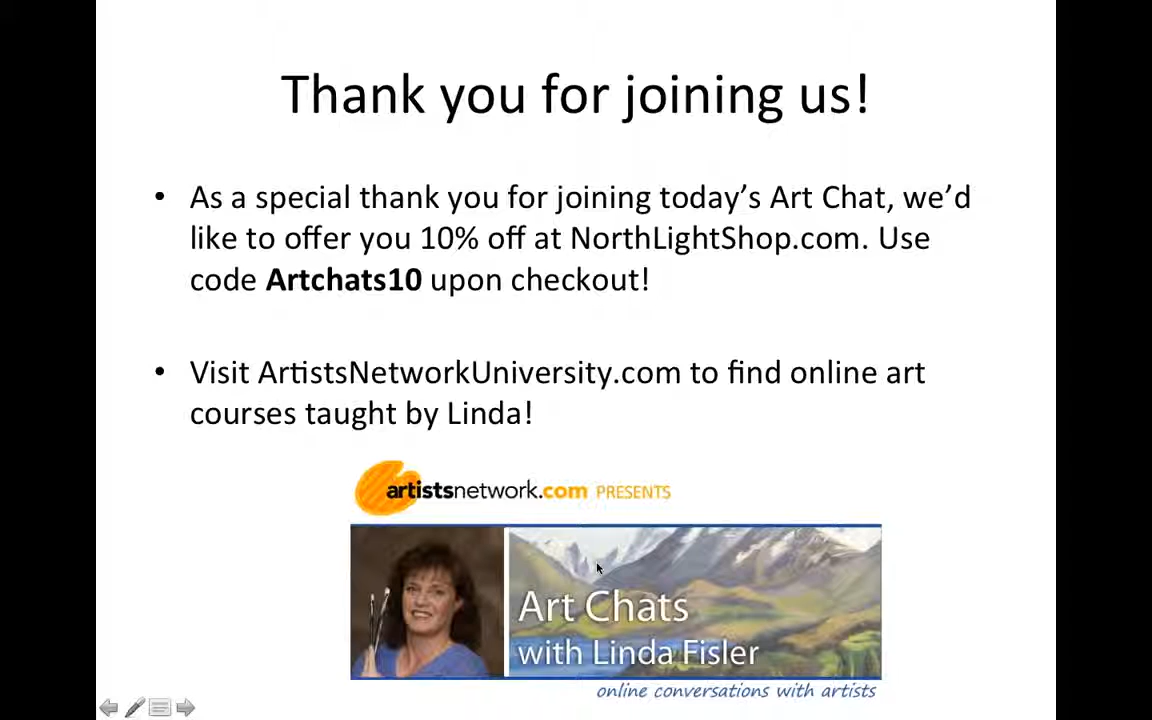 Thank you for joining us!
• As a special thank you for joining today’s Art Chat, we’d
like to offer you 10% off at NorthLightShop.com. Use
code Artchats10 upon checkout!
• Visit ArtistsNetworkUniversity.com to find online art
courses taught by Linda!
artistsnetwork.com PRESENTS
Art Chats
with Linda Fisler
online conversations with artists